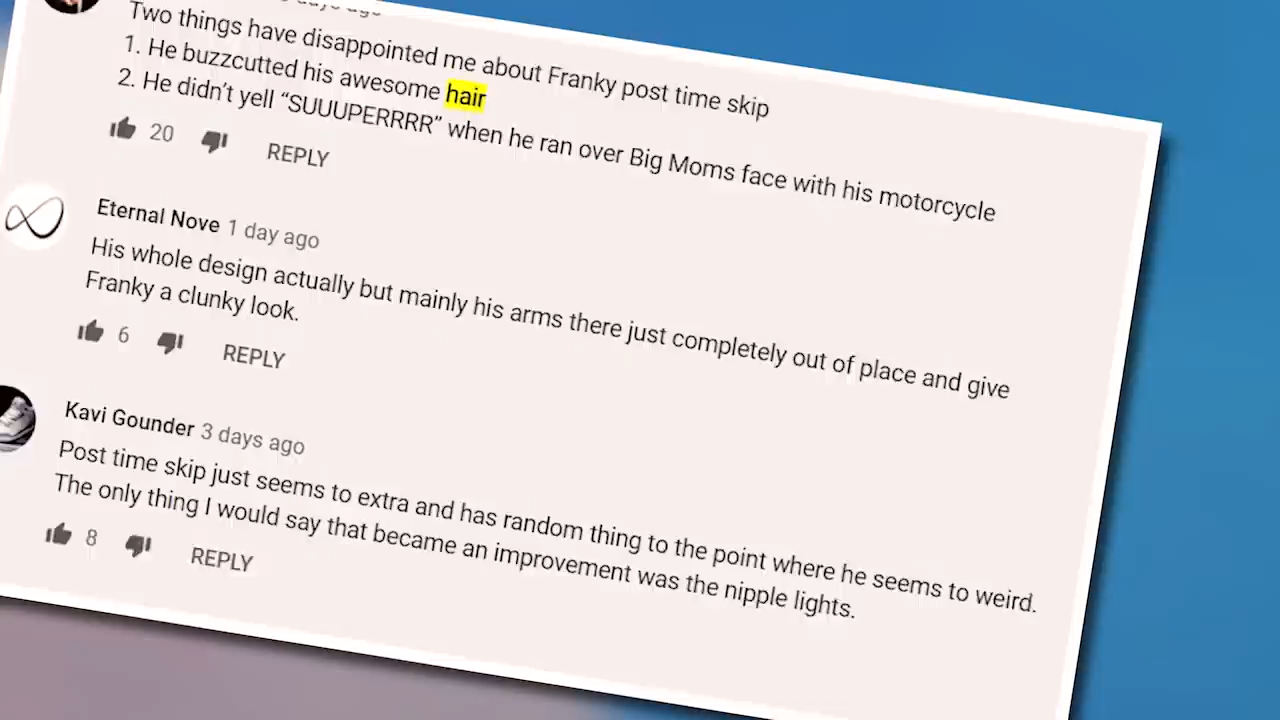 days ago
Two things have disappointed me about Franky post time skip
1. He buzzcutted his awesome hair
2. He didn't yell “SUUUPERRRR” when he ran over Big Moms face with his motorcycle
20 REPLY
Eternal Nove 1 day ago
His whole design actually but mainly his arms there just completely out of place and give
Franky a clunky look.
6 REPLY
Kavi Gounder 3 days ago
Post time skip just seems to extra and has random thing to the point where he seems to weird.
The only thing I would say that became an improvement was the nipple lights.
8 REPLY